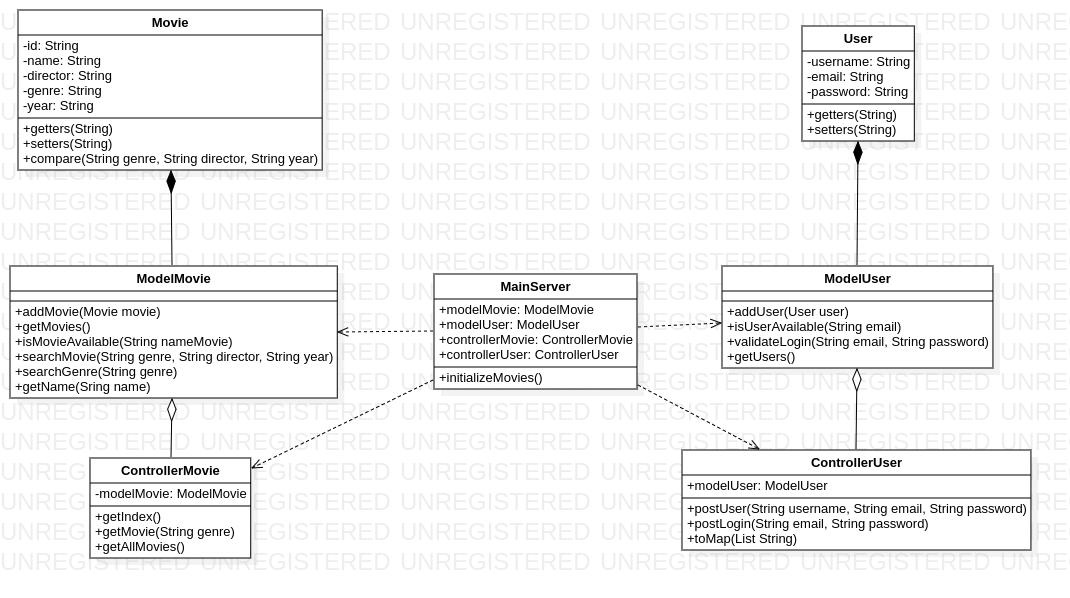 Movie
-id: String
-name: String
-director: String
-genre: String
-year: String
+getters(String)
+setters(String)
+compare(String genre, String director, String year)
User
-username: String
-email: String
-password: String
+getters(String)
+setters(String)
ModelMovie
+addMovie(Movie movie)
+getMovies()
+isMovieAvailable(String nameMovie)
+searchMovie(String genre, String director, String year)
+searchGenre(String genre)
+getName(Sring name)
MainServer
+modelMovie: ModelMovie
+modelUser: ModelUser
+controllerMovie: ControllerMovie
+controllerUser: ControllerUser
+initializeMovies()
ModelUser
+addUser(User user)
+isUserAvailable(String email)
+validateLogin(String email, String password)
+getUsers()
ControllerMovie
-modelMovie: ModelMovie
+getIndex()
+getMovie(String genre)
+getAllMovies()
ControllerUser
+modelUser: ModelUser
+postUser(String username, String email, String password)
+postLogin(String email, String password)
+toMap(List String)
UNREGISTERED